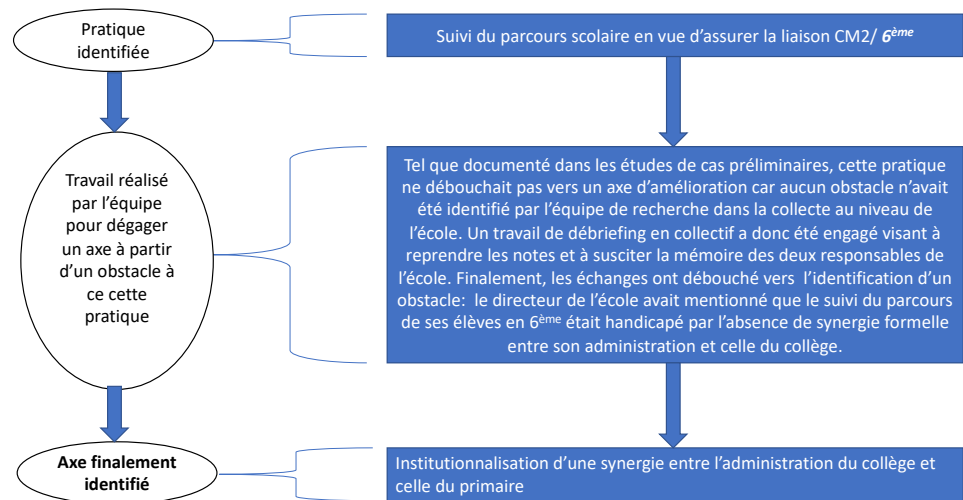 Pratique
identifiée
Suivi du parcours scolaire en vue d'assurer la liaison CM2/ 6ème
Travail réalisé
par l'équipe
pour dégager
un axe à partir
d'un obstacle à
ce cette
pratique
Tel que documenté dans les études de cas préliminaires, cette pratique
ne débouchait pas vers un axe d'amélioration car aucun obstacle n'avait
été identifié par l'équipe de recherche dans la collecte au niveau de
l'école. Un travail de débriefing en collectif a donc été engagé visant à
reprendre les notes et à susciter la mémoire des deux responsables de
l'école. Finalement, les échanges ont débouché vers l'identification d'un
obstacle: le directeur de l'école avait mentionné que le suivi du parcours
de ses élèves en 6ème était handicapé par l'absence de synergie formelle
entre son administration et celle du collège.
Axe finalement
identifié
Institutionnalisation d'une synergie entre l'administration du collège et
celle du primaire